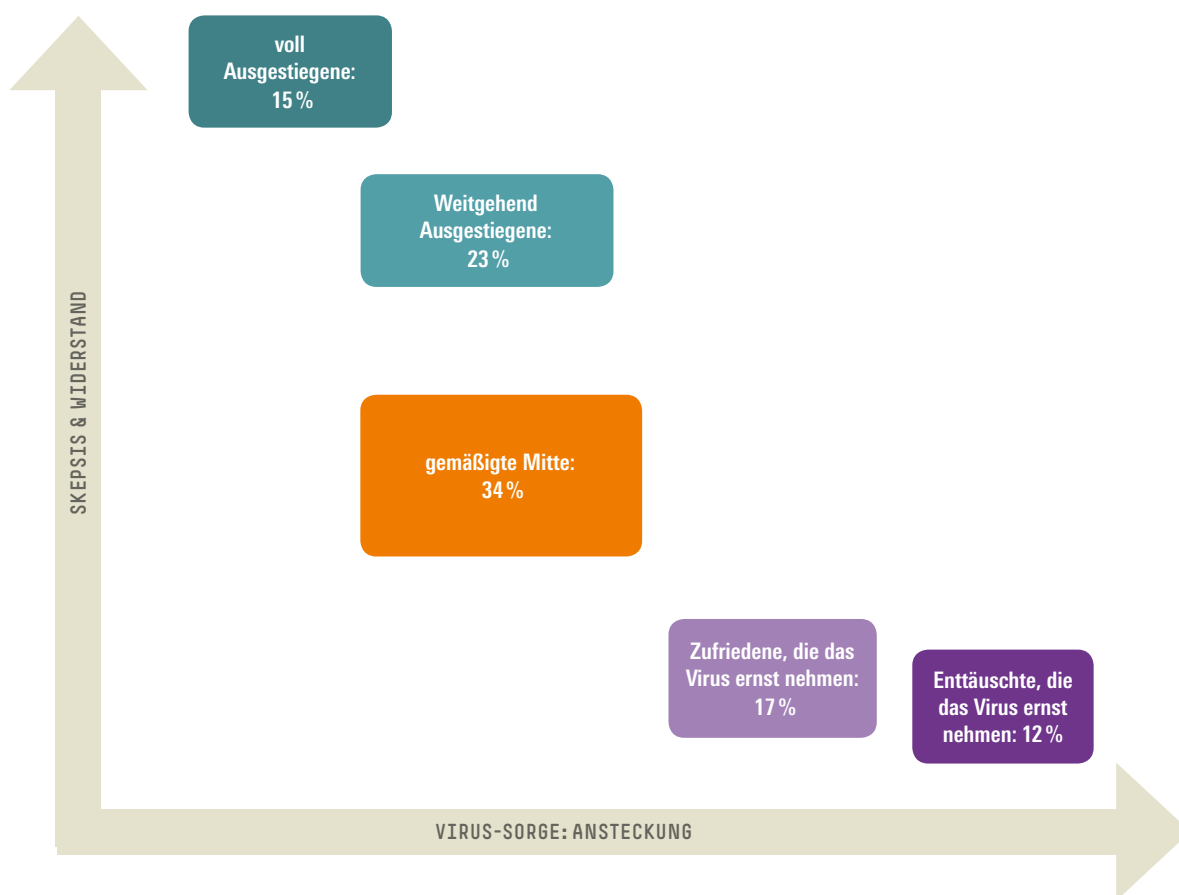 voll
Ausgestiegene:
15 %
Weitgehend
Ausgestiegene:
23 %
SKEPSIS & WIDERSTAND
gemäßigte Mitte:
34 %
Zufriedene, die das
Virus ernst nehmen:
17 %
Enttäuschte, die
das Virus ernst
nehmen: 12 %
VIRUS-SORGE: ANSTECKUNG